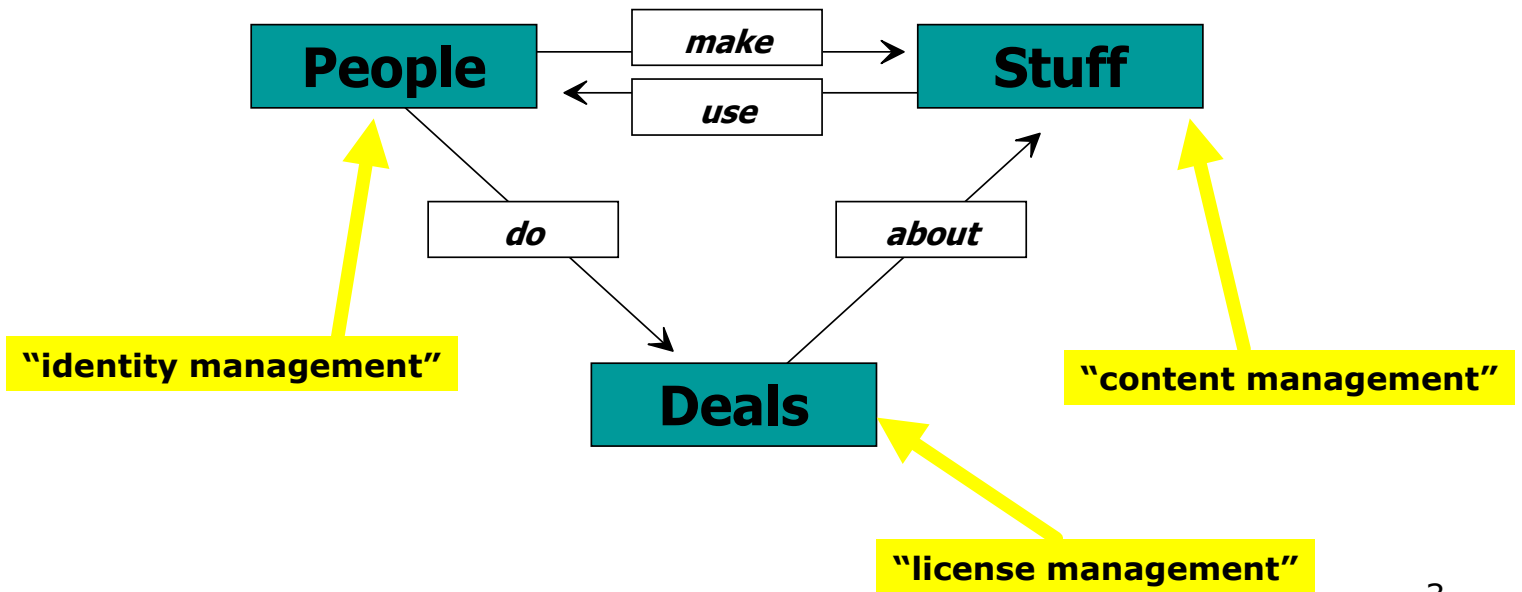 People
make
Stuff
use
do
about
“identity management”
“content management”
Deals
“license management”